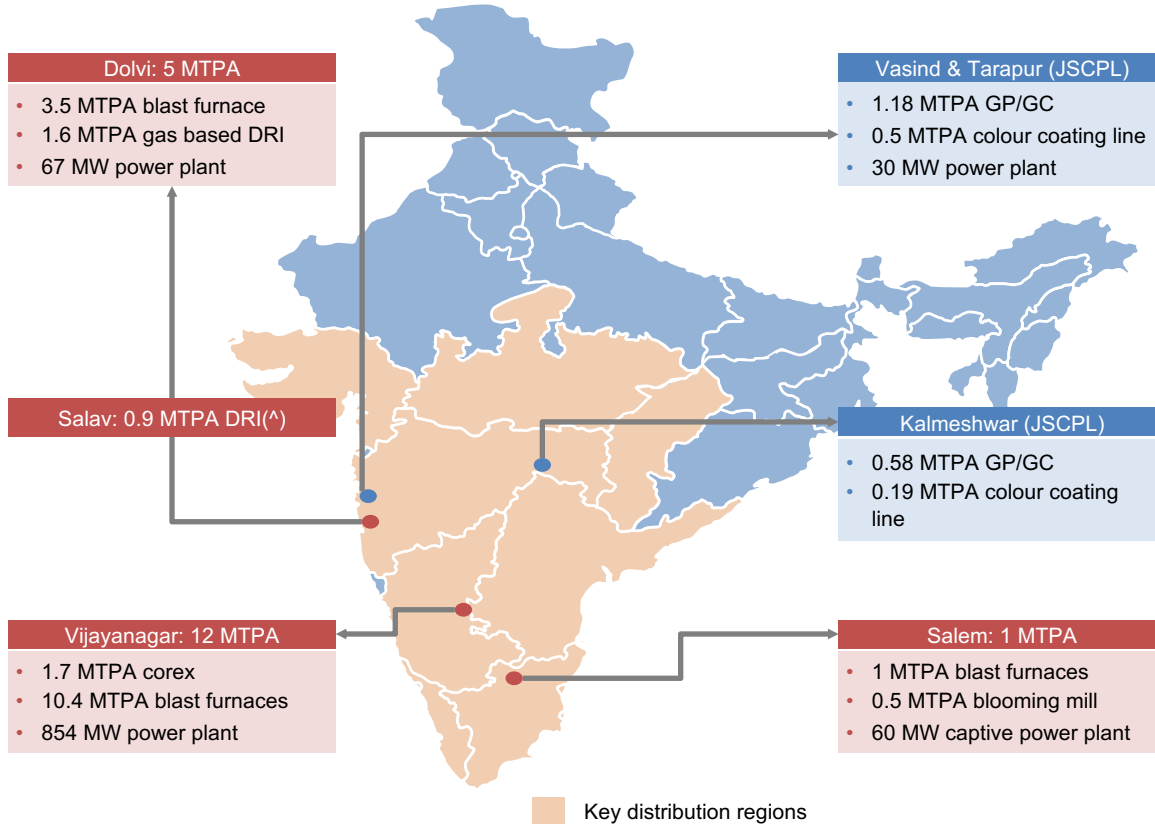 Dolvi: 5 MTPA
• 3.5 MTPA blast furnace
• 1.6 MTPA gas based DRI
• 67 MW power plant
Vasind & Tarapur (JSCPL)
• 1.18 MTPA GP/GC
• 0.5 MTPA colour coating line
• 30 MW power plant
Salav: 0.9 MTPA DRI(^)
Kalmeshwar (JSCPL)
• 0.58 MTPA GP/GC
• 0.19 MTPA colour coating
line
Vijayanagar: 12 MTPA
• 1.7 MTPA corex
• 10.4 MTPA blast furnaces
• 854 MW power plant
Salem: 1 MTPA
• 1 MTPA blast furnaces
• 0.5 MTPA blooming mill
• 60 MW captive power plant
Key distribution regions